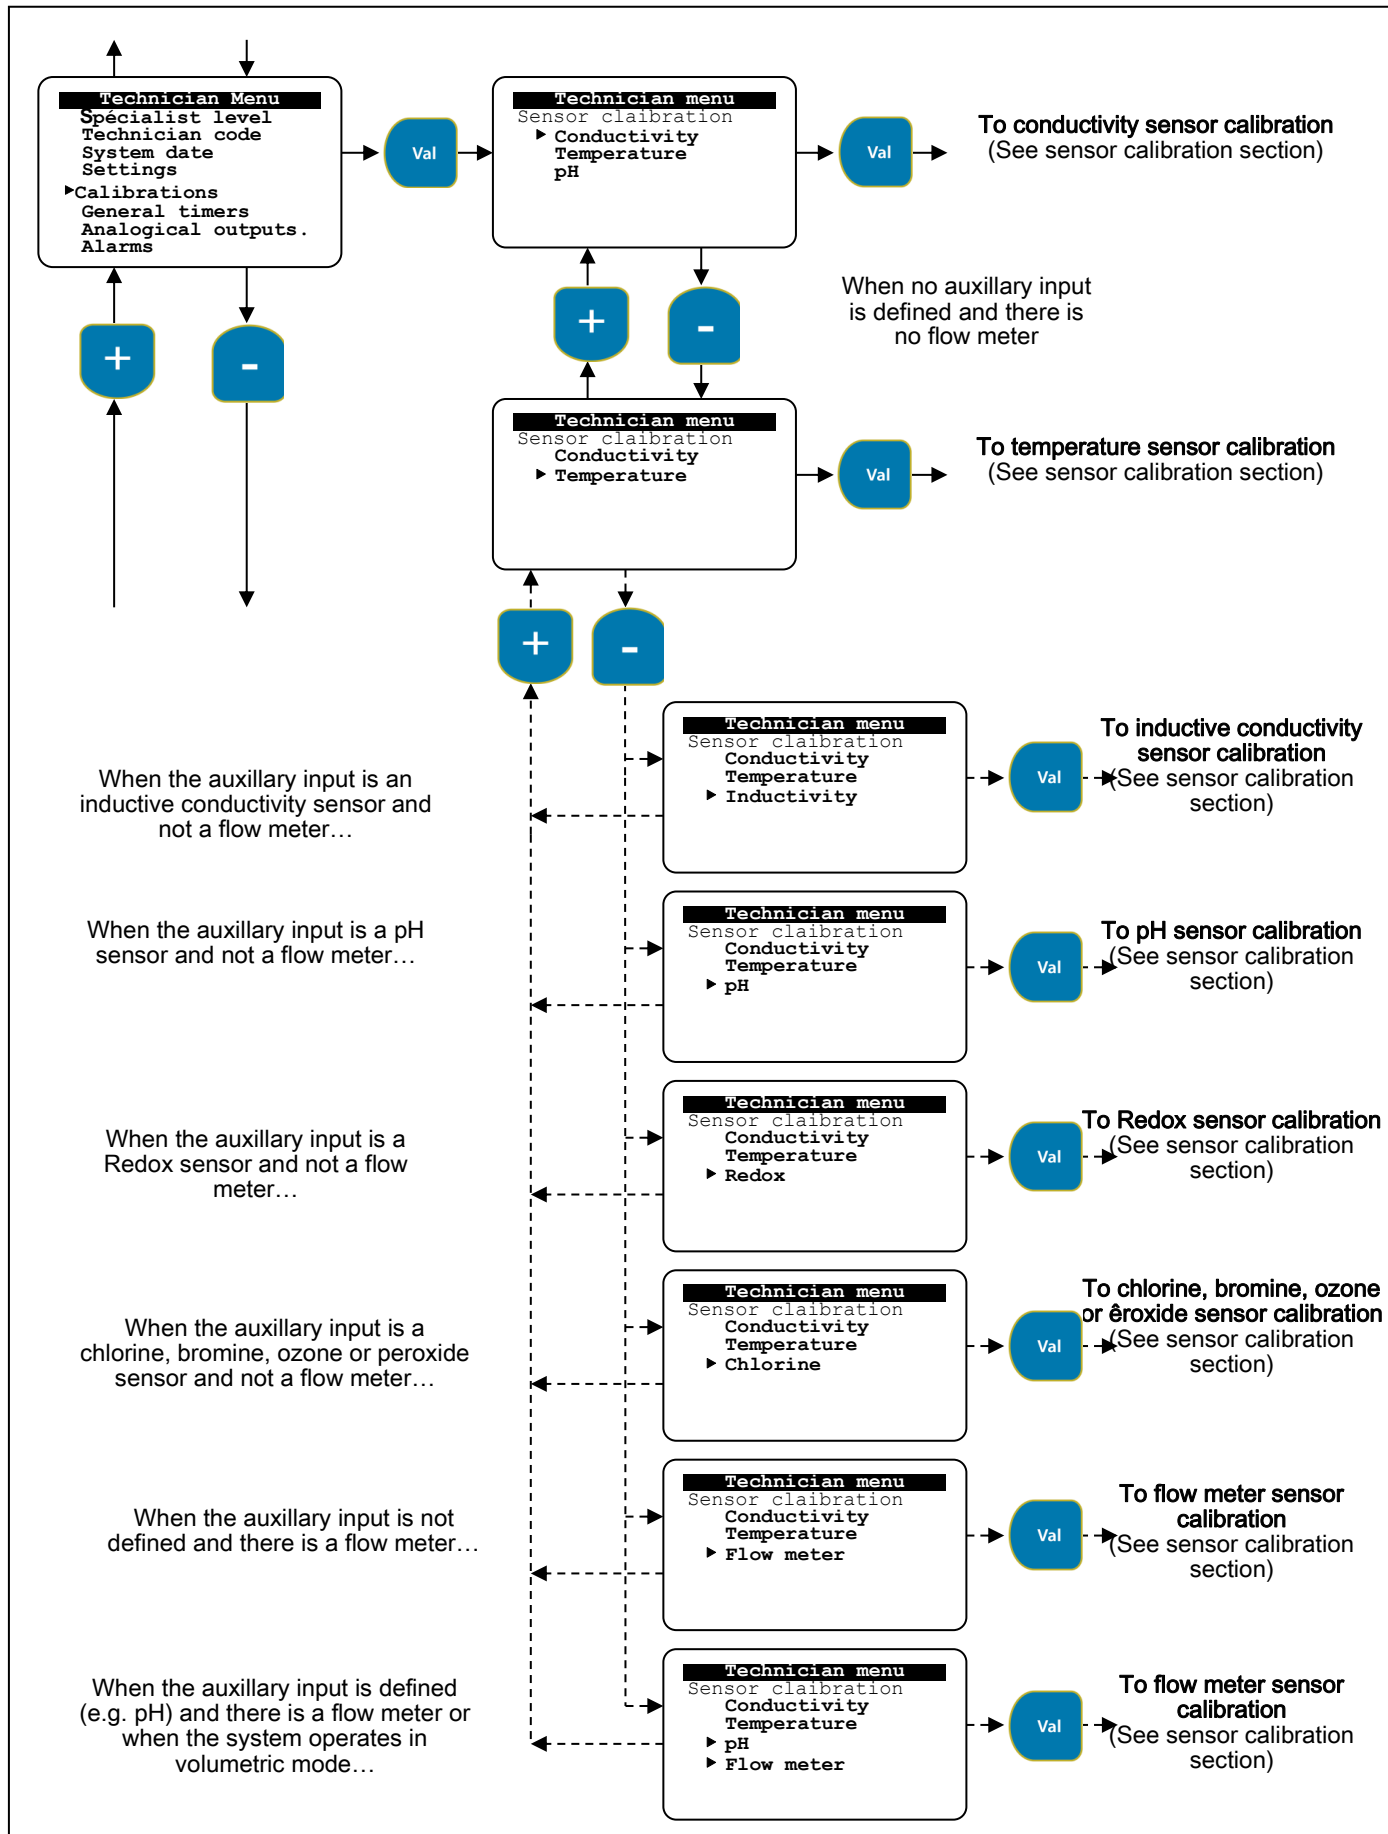 Technician Menu
Spécialist level
Technician code
System date
Settings
Calibrations
General timers
Analogical outputs.
Alarms
Val
Technician menu
Sensor claibration
Conductivity
Temperature
pH
Val
To conductivity sensor calibration
(See sensor calibration section)
+
-
+
-
When no auxillary input
is defined and there is
no flow meter
Technician menu
Sensor claibration
Conductivity
Temperature
Val
To temperature sensor calibration
(See sensor calibration section)
+
-
When the auxillary input is an
inductive conductivity sensor and
not a flow meter…
Technician menu
Sensor claibration
Conductivity
Temperature
Inductivity
Val
To inductive conductivity
sensor calibration
(See sensor calibration
section)
When the auxillary input is a pH
sensor and not a flow meter…
Technician menu
Sensor claibration
Conductivity
Temperature
pH
Val
To pH sensor calibration
(See sensor calibration
section)
When the auxillary input is a
Redox sensor and not a flow
meter…
Technician menu
Sensor claibration
Conductivity
Temperature
Redox
Val
To Redox sensor calibration
(See sensor calibration
section)
When the auxillary input is a
chlorine, bromine, ozone or peroxide
sensor and not a flow meter…
Technician menu
Sensor claibration
Conductivity
Temperature
Chlorine
Val
To chlorine, bromine, ozone
or êroxide sensor calibration
(See sensor calibration
section)
When the auxillary input is not
defined and there is a flow meter…
Technician menu
Sensor claibration
Conductivity
Temperature
Flow meter
Val
To flow meter sensor
calibration
(See sensor calibration
section)
When the auxillary input is defined
(e.g. pH) and there is a flow meter or
when the system operates in
volumetric mode…
Technician menu
Sensor claibration
Conductivity
Temperature
pH
Flow meter
Val
To flow meter sensor
calibration
(See sensor calibration
section)